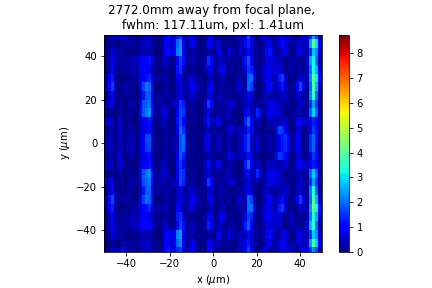 2772.0mm away from focal plane,
fwhm: 117.11um, pxl: 1.41um
8
7
6
5
4
3
2
1
0
40
20
0
−20
−40
y (μm)
−40 −20 0 20 40
x (μm)